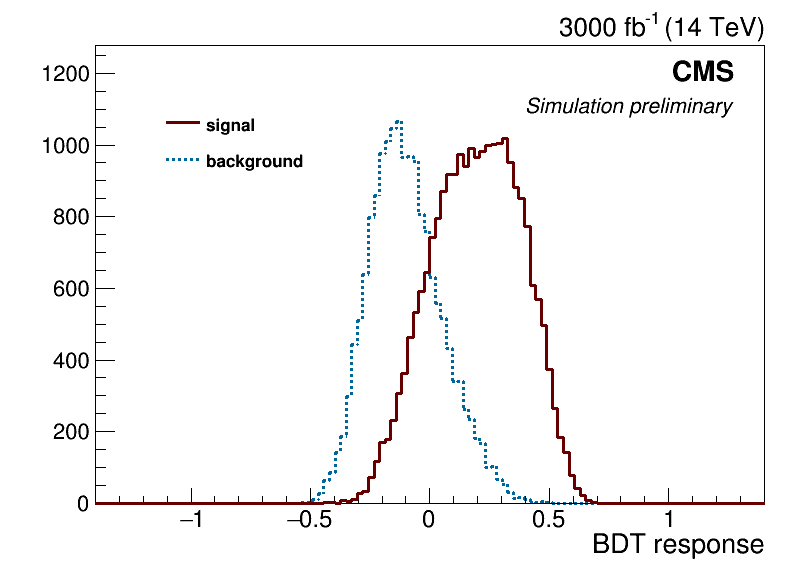 3000 fb-1 (14 TeV)
1200
CMS
Simulation preliminary
signal
1000
background
800
600
400
200
0
−1 −0.5 0 0.5 1
BDT response